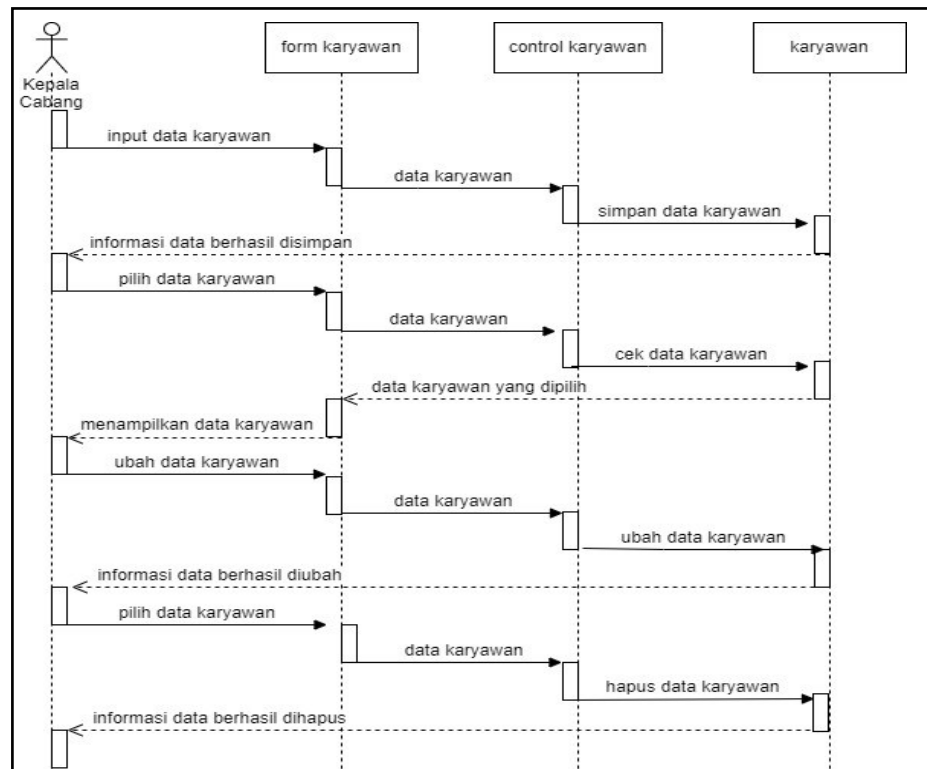 form karyawan
control karyawan
karyawan
Kepala
Cabang
input data karyawan
data karyawan
simpan data karyawan
informasi data berhasil disimpan
pilih data karyawan
data karyawan
cek data karyawan
data karyawan yang dipilih
menampilkan data karyawan
ubah data karyawan
data karyawan
ubah data karyawan
informasi data berhasil diubah
pilih data karyawan
data karyawan
hapus data karyawan
informasi data berhasil dihapus